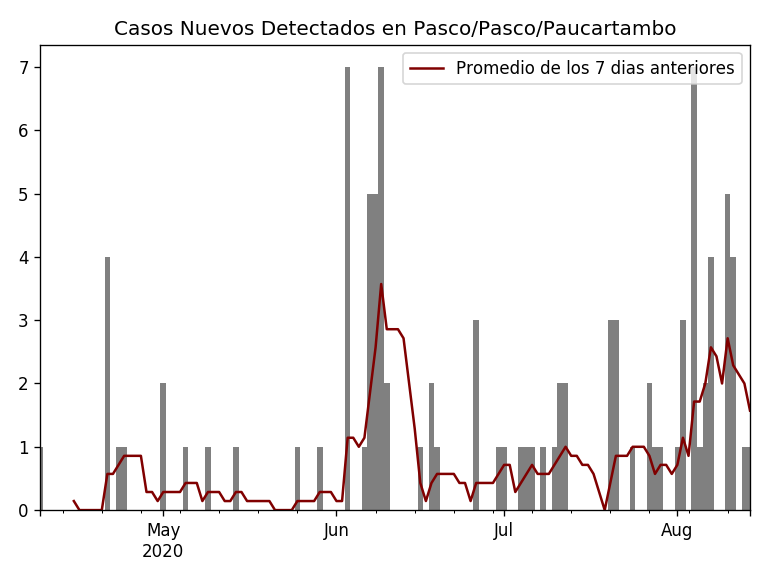 Casos Nuevos Detectados en Pasco/Pasco/Paucartambo
Promedio de los 7 dias anteriores
7
6
5
4
3
2
1
0
May
2020
Jun
Jul
Aug